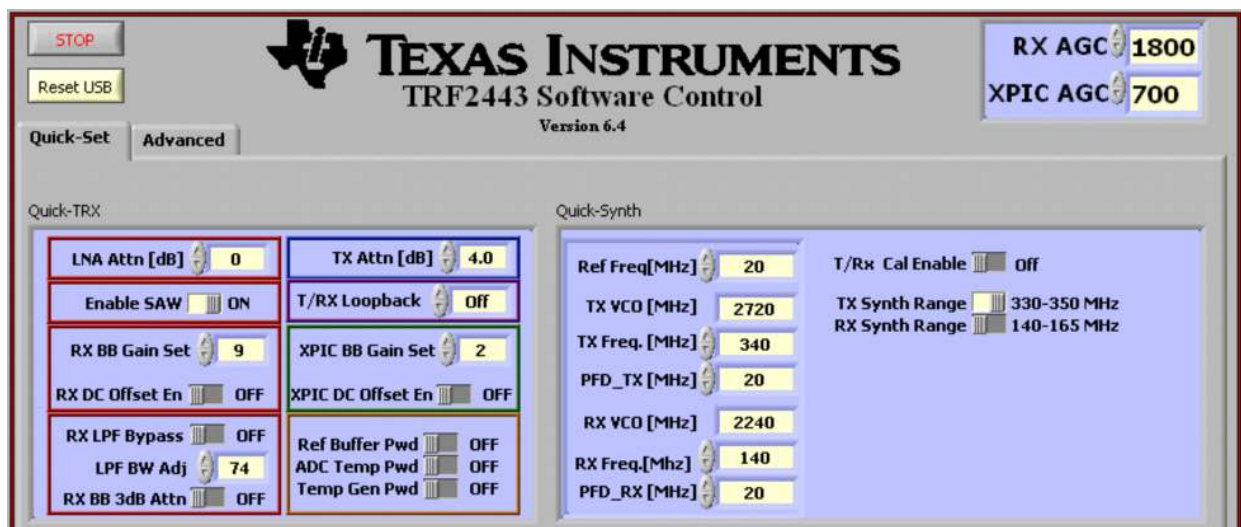 STOP
Reset USB
TEXAS INSTRUMENTS
TRF2443 Software Control
Version 6.4
RX AGC 1800
XPIC AGC 700
Quick-Set
Advanced
Quick-TRX
LNA Attn [dB] 0
TX Attn [dB] 4.0
Enable SAW ON
T/RX Loopback Off
RX BB Gain Set 9
XPIC BB Gain Set 2
RX DC Offset En OFF
XPIC DC Offset En OFF
RX LPF Bypass OFF
LPF BW Adj 74
RX BB 3dB Attn OFF
Ref Buffer Pwd OFF
ADC Temp Pwd OFF
Temp Gen Pwd OFF
Quick-Synth
Ref Freq[MHz] 20
TX VCO [MHz] 2720
TX Freq. [MHz] 340
PFD_TX [MHz] 20
RX VCO [MHz] 2240
RX Freq.[Mhz] 140
PFD_RX [MHz] 20
T/Rx Cal Enable Off
TX Synth Range 330-350 MHz
RX Synth Range 140-165 MHz